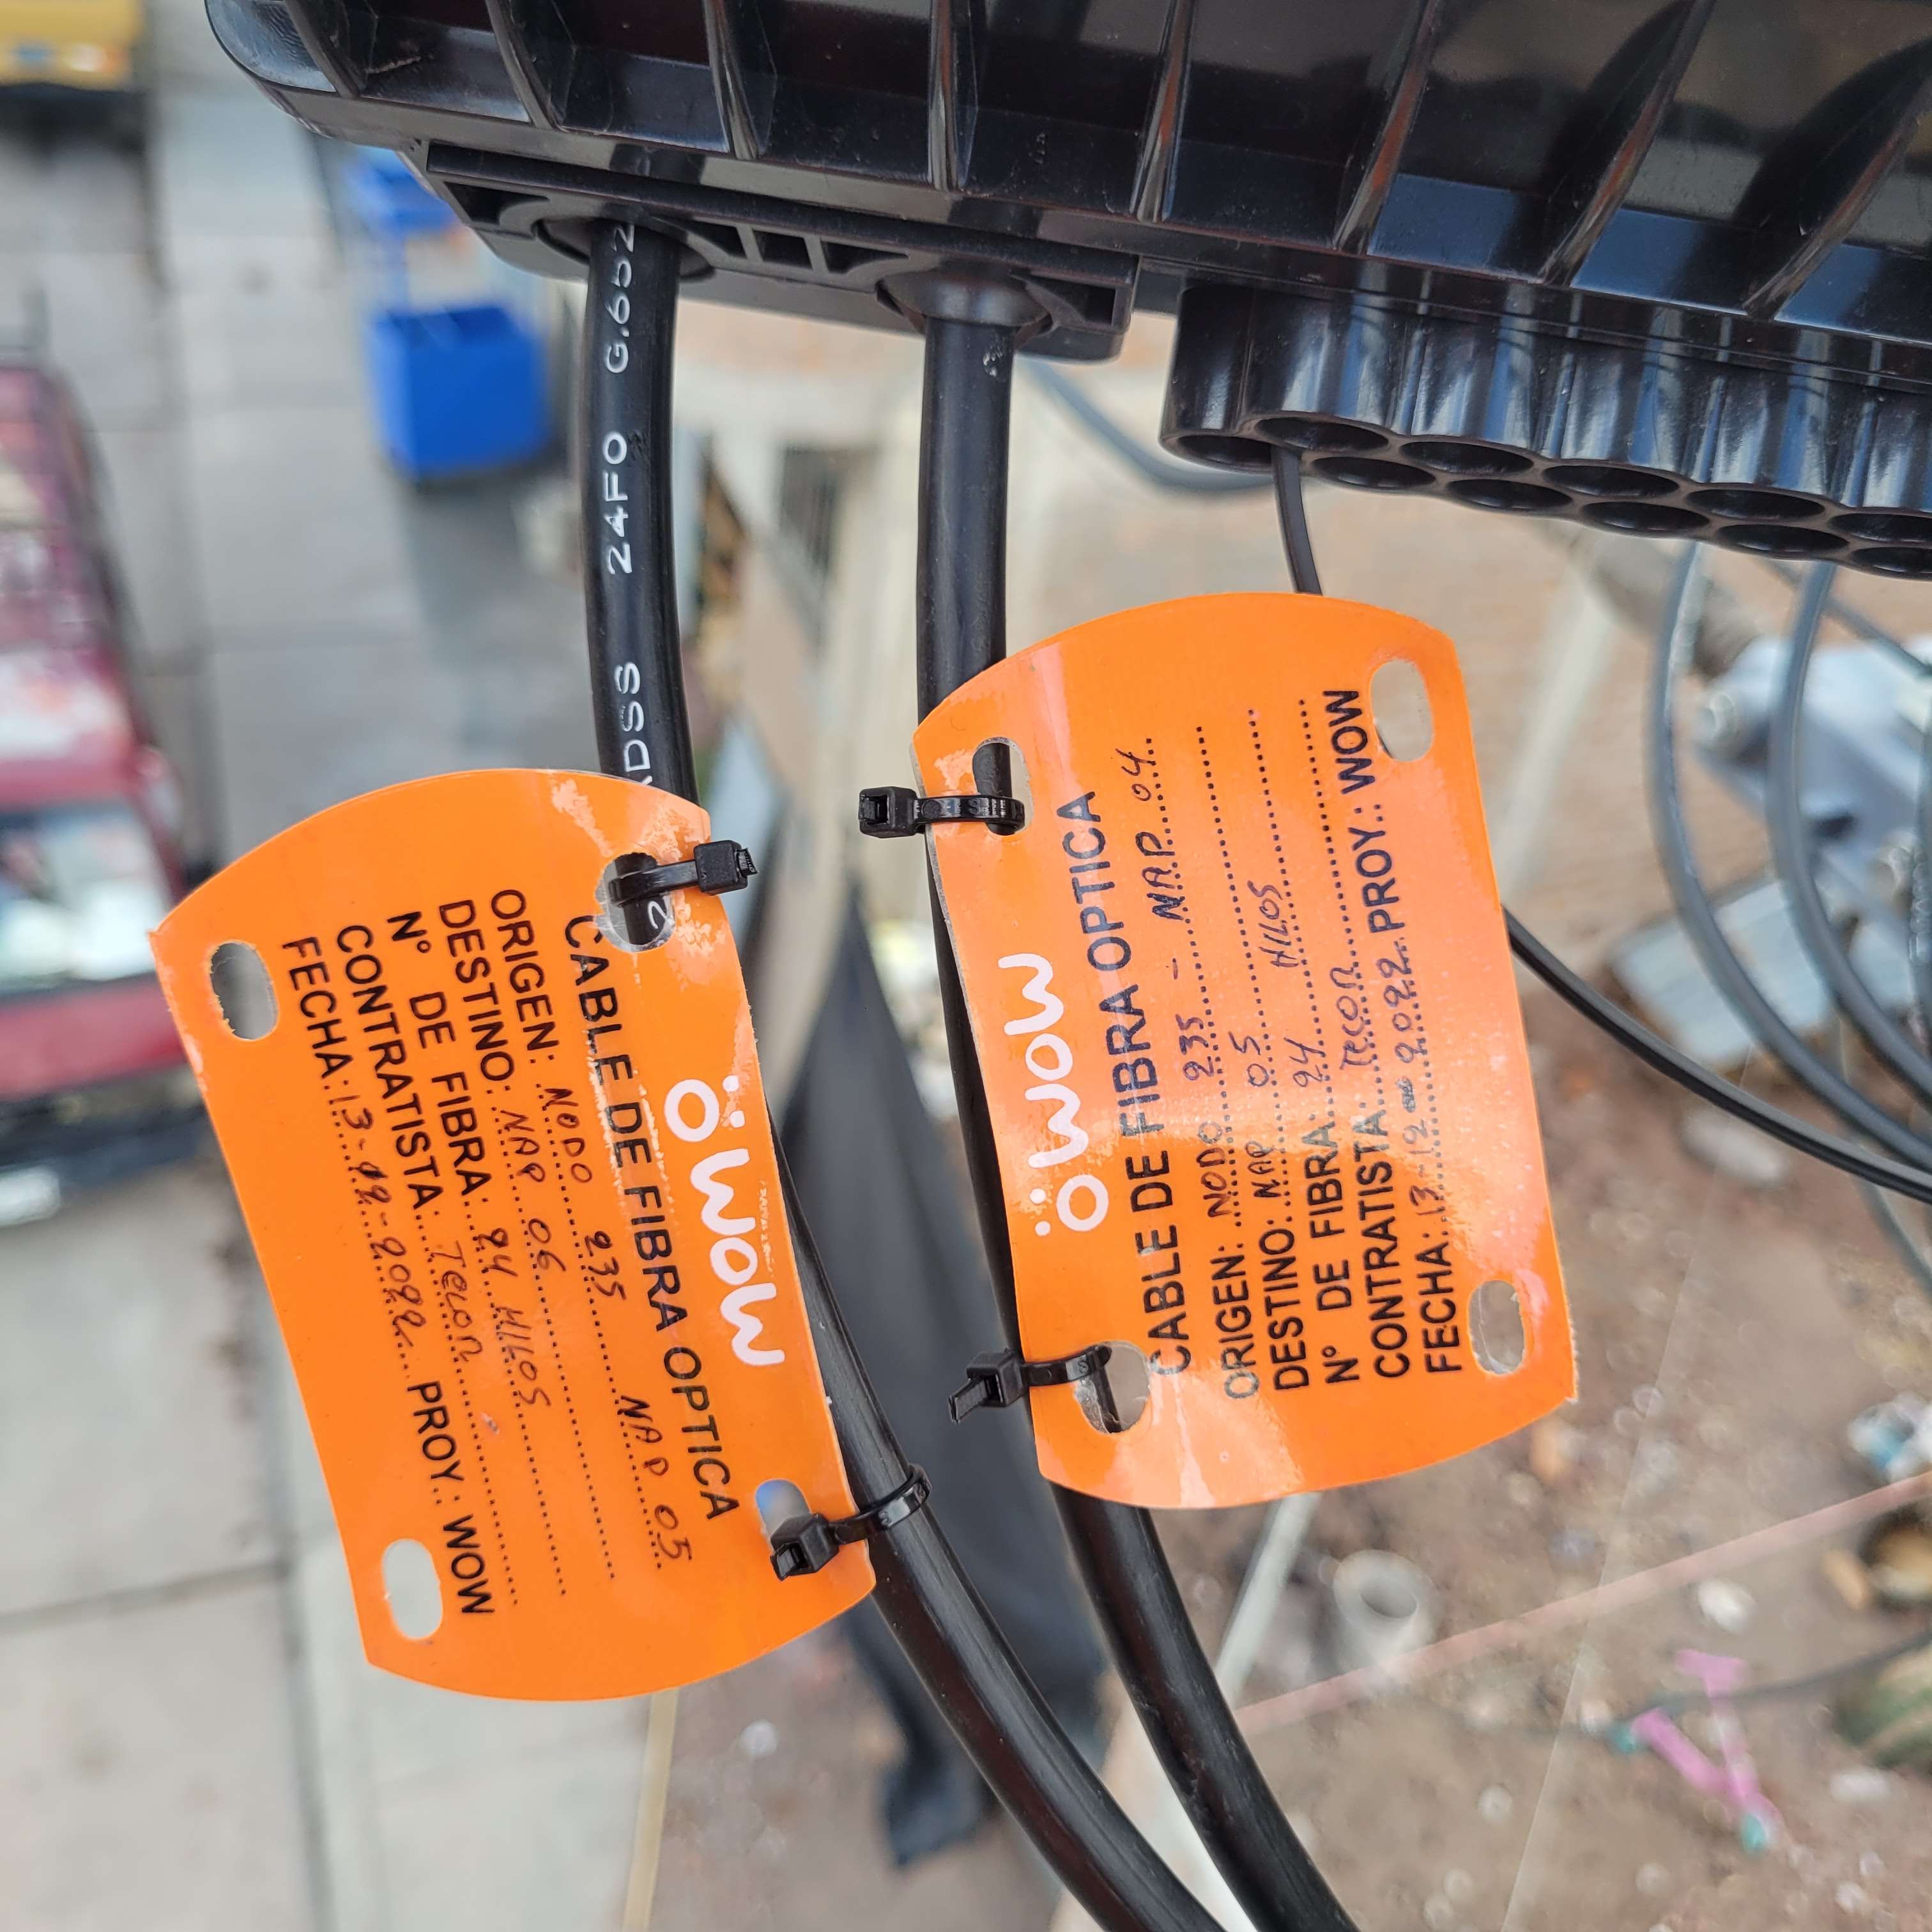 24FO G.652
ADSS
2
wow
CABLE DE FIBRA OPTICA
ORIGEN: NODO 235 NAP 05
DESTINO: NAP 06
N° DE FIBRA: 24 HILOS
CONTRATISTA: Telcon
FECHA: 13-12-2022 PROY.: WOW
wow
CABLE DE FIBRA OPTICA
ORIGEN: NODO 235 - NAP 04
DESTINO: NAP 05
N° DE FIBRA: 24 HILOS
CONTRATISTA:
FECHA: 13-12-2022 PROY.: WOW